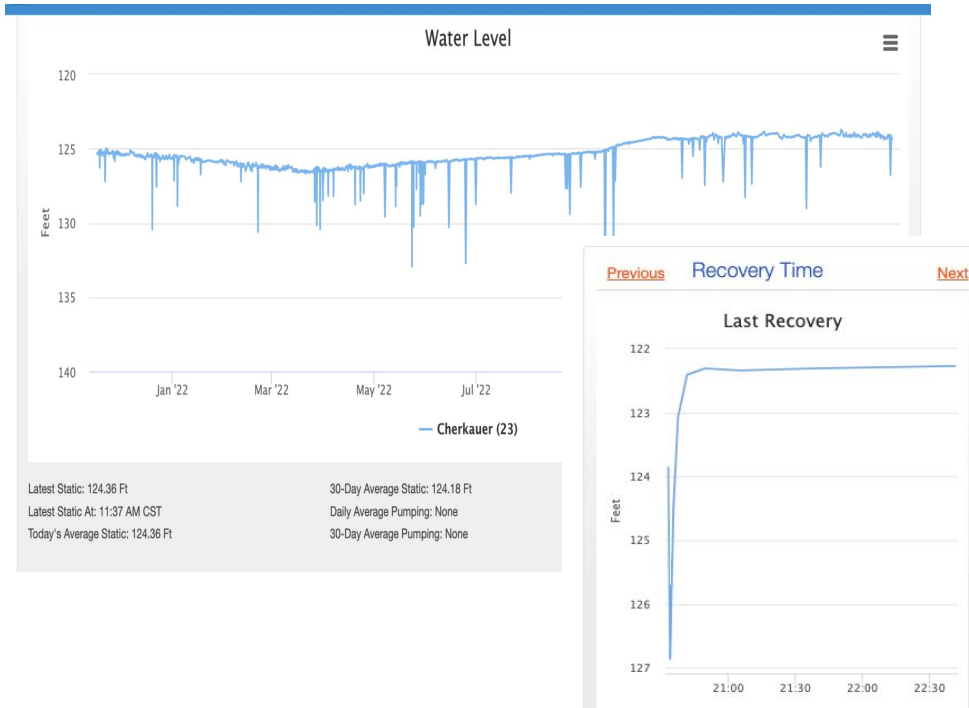 Water Level
120
125
130
135
140
Feet
Jan '22
Mar '22
May '22
Jul '22
Cherkauer (23)
Latest Static: 124.36 Ft
30-Day Average Static: 124.18 Ft
Latest Static At: 11:37 AM CST
Daily Average Pumping: None
Today's Average Static: 124.36 Ft
30-Day Average Pumping: None
Previous
Recovery Time
Next
Last Recovery
122
123
124
125
126
127
Feet
21:00
21:30
22:00
22:30